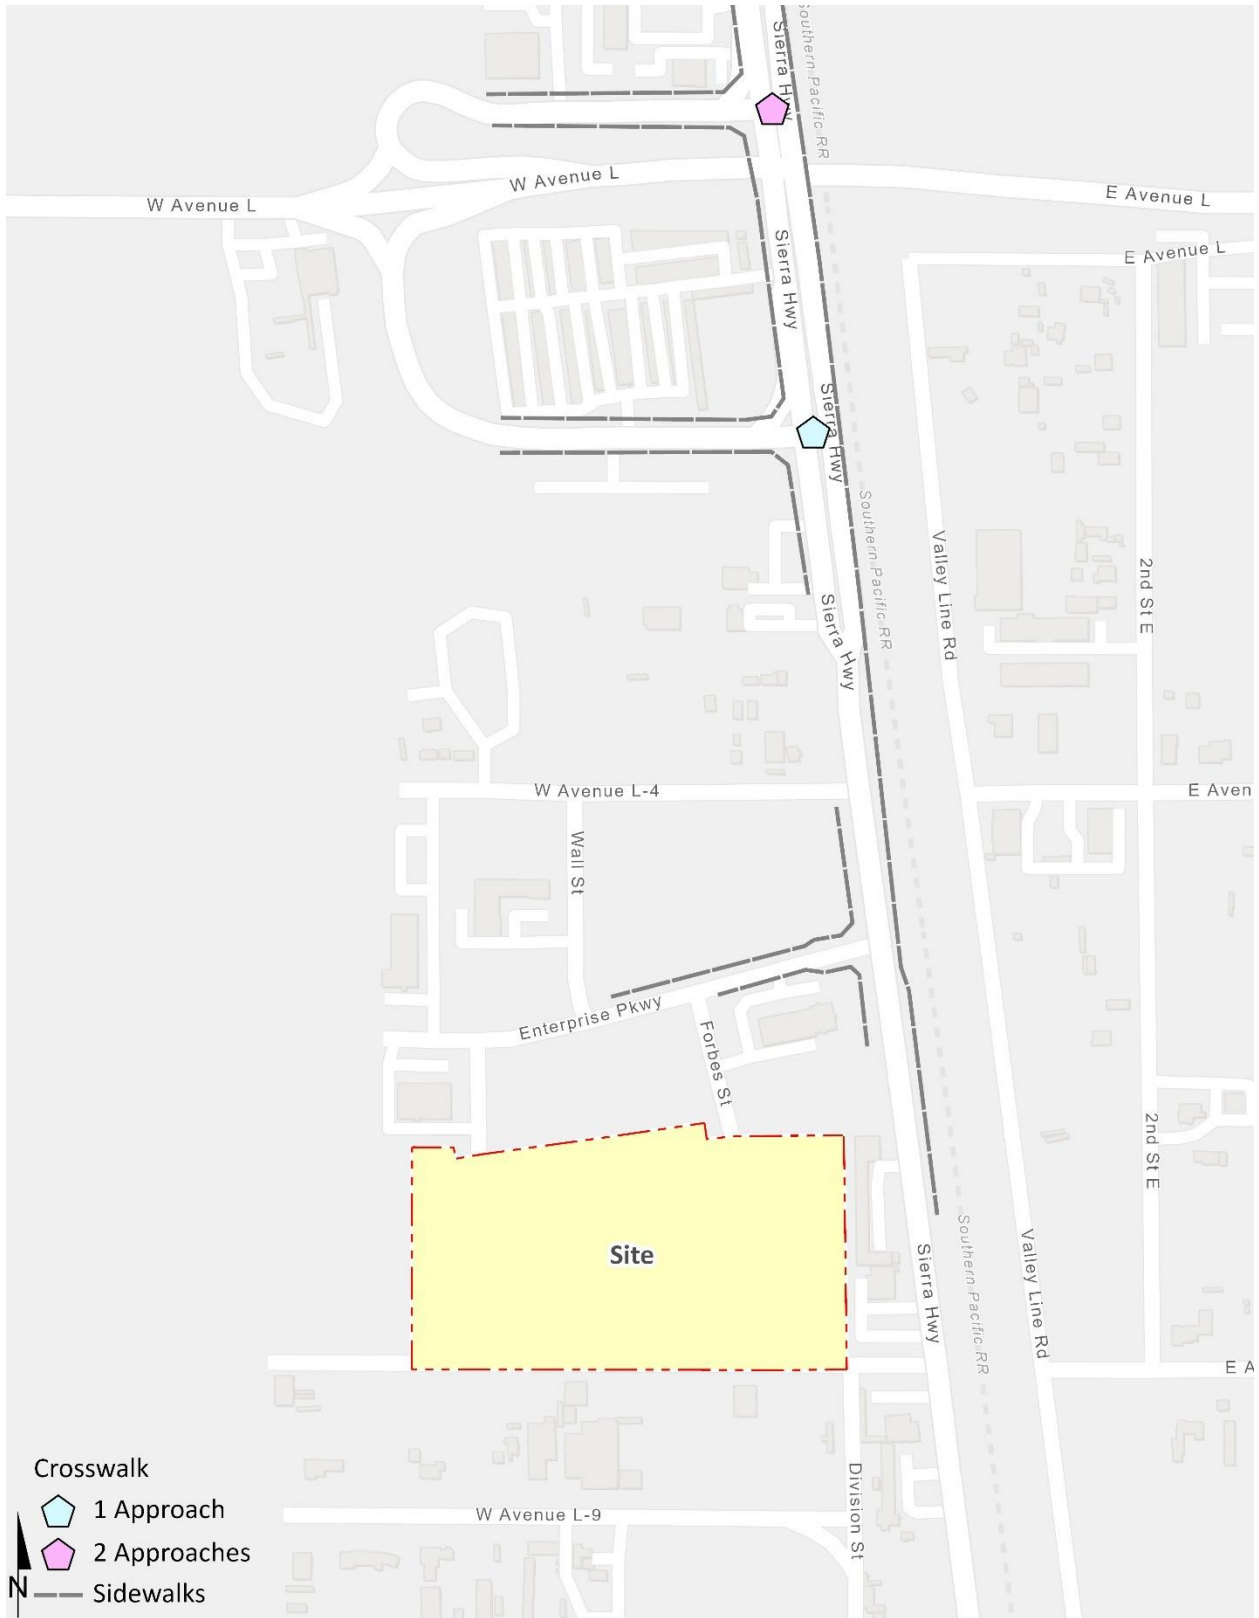 Sierra Hwy
Southern Pacific RR
W Avenue L
W Avenue L
E Avenue L
E Avenue L
Sierra Hwy
Sierra Hwy
Southern Pacific RR
Valley Line Rd
2nd St E
Sierra Hwy
W Avenue L-4
E Aven
Wall St
Enterprise Pkwy
Forbes St
2nd St E
Site
Sierra Hwy
Southern Pacific RR
Valley Line Rd
E A
Crosswalk
1 Approach
2 Approaches
Sidewalks
N
W Avenue L-9
Division St